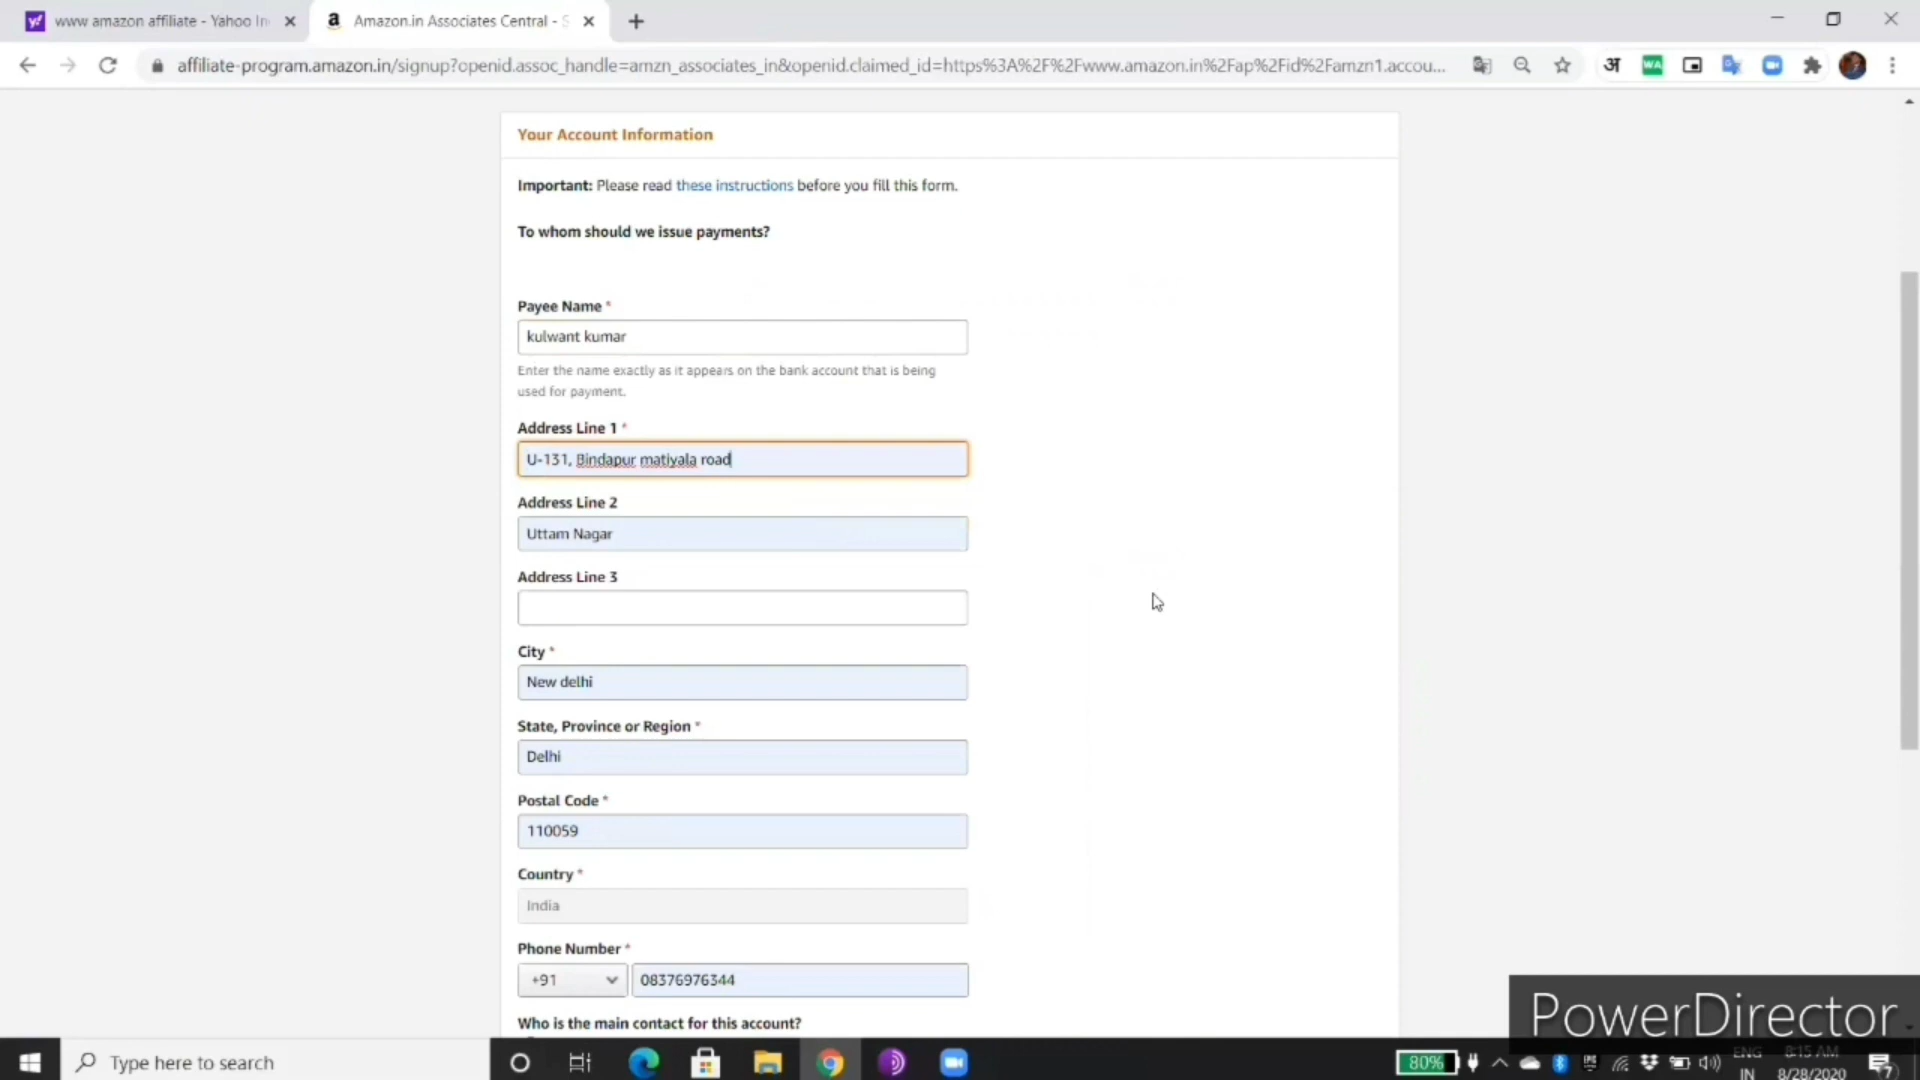 www amazon affiliate - Yahoo In
Amazon.in Associates Central - S
affiliate-program.amazon.in/signup?openid.assoc_handle=amzn_associates_in&openid.claimed_id=https%3A%2F%2Fwww.amazon.in%2Fap%2Fid%2Famzn1.accou...
अ
WA
Your Account Information
Important: Please read these instructions before you fill this form.
To whom should we issue payments?
Payee Name *
kulwant kumar
Enter the name exactly as it appears on the bank account that is being
used for payment.
Address Line 1 *
U-131, Bindapur matiyala road
Address Line 2
Uttam Nagar
Address Line 3
City *
New delhi
State, Province or Region *
Delhi
Postal Code *
110059
Country *
India
Phone Number *
+91
08376976344
Who is the main contact for this account?
PowerDirector
Type here to search
80%
ENG
IN
8:15 AM
8/28/2020
7